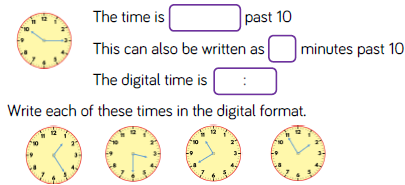 The time is past 10
This can also be written as minutes past 10
The digital time is :
Write each of these times in the digital format.